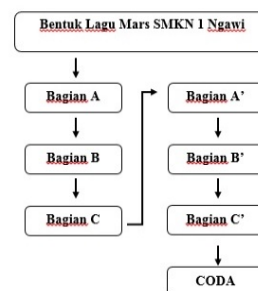 Bentuk Lagu Mars SMKN 1 Ngawi
Bagian A
Bagian B
Bagian C
Bagian A'
Bagian B'
Bagian C'
CODA